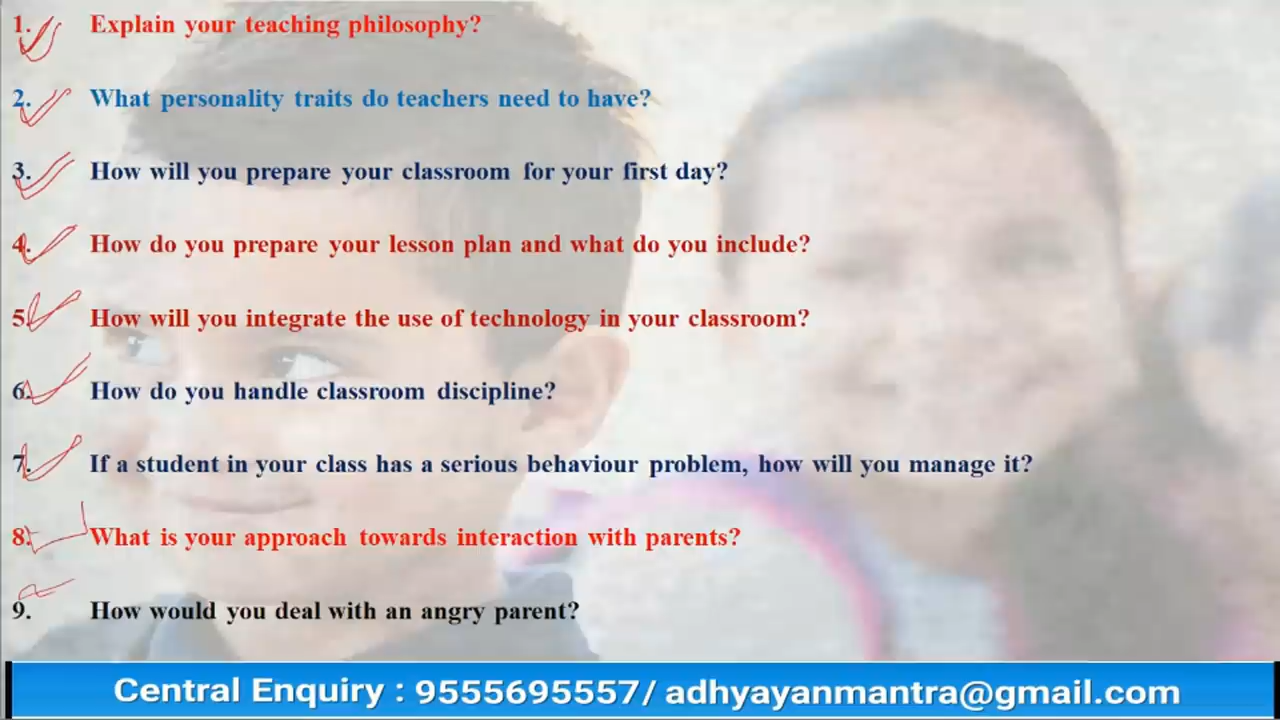 1. Explain your teaching philosophy?
2. What personality traits do teachers need to have?
3. How will you prepare your classroom for your first day?
4. How do you prepare your lesson plan and what do you include?
5. How will you integrate the use of technology in your classroom?
6. How do you handle classroom discipline?
7. If a student in your class has a serious behaviour problem, how will you manage it?
8. What is your approach towards interaction with parents?
9. How would you deal with an angry parent?
Central Enquiry : 9555695557/ adhyayanmantra@gmail.com